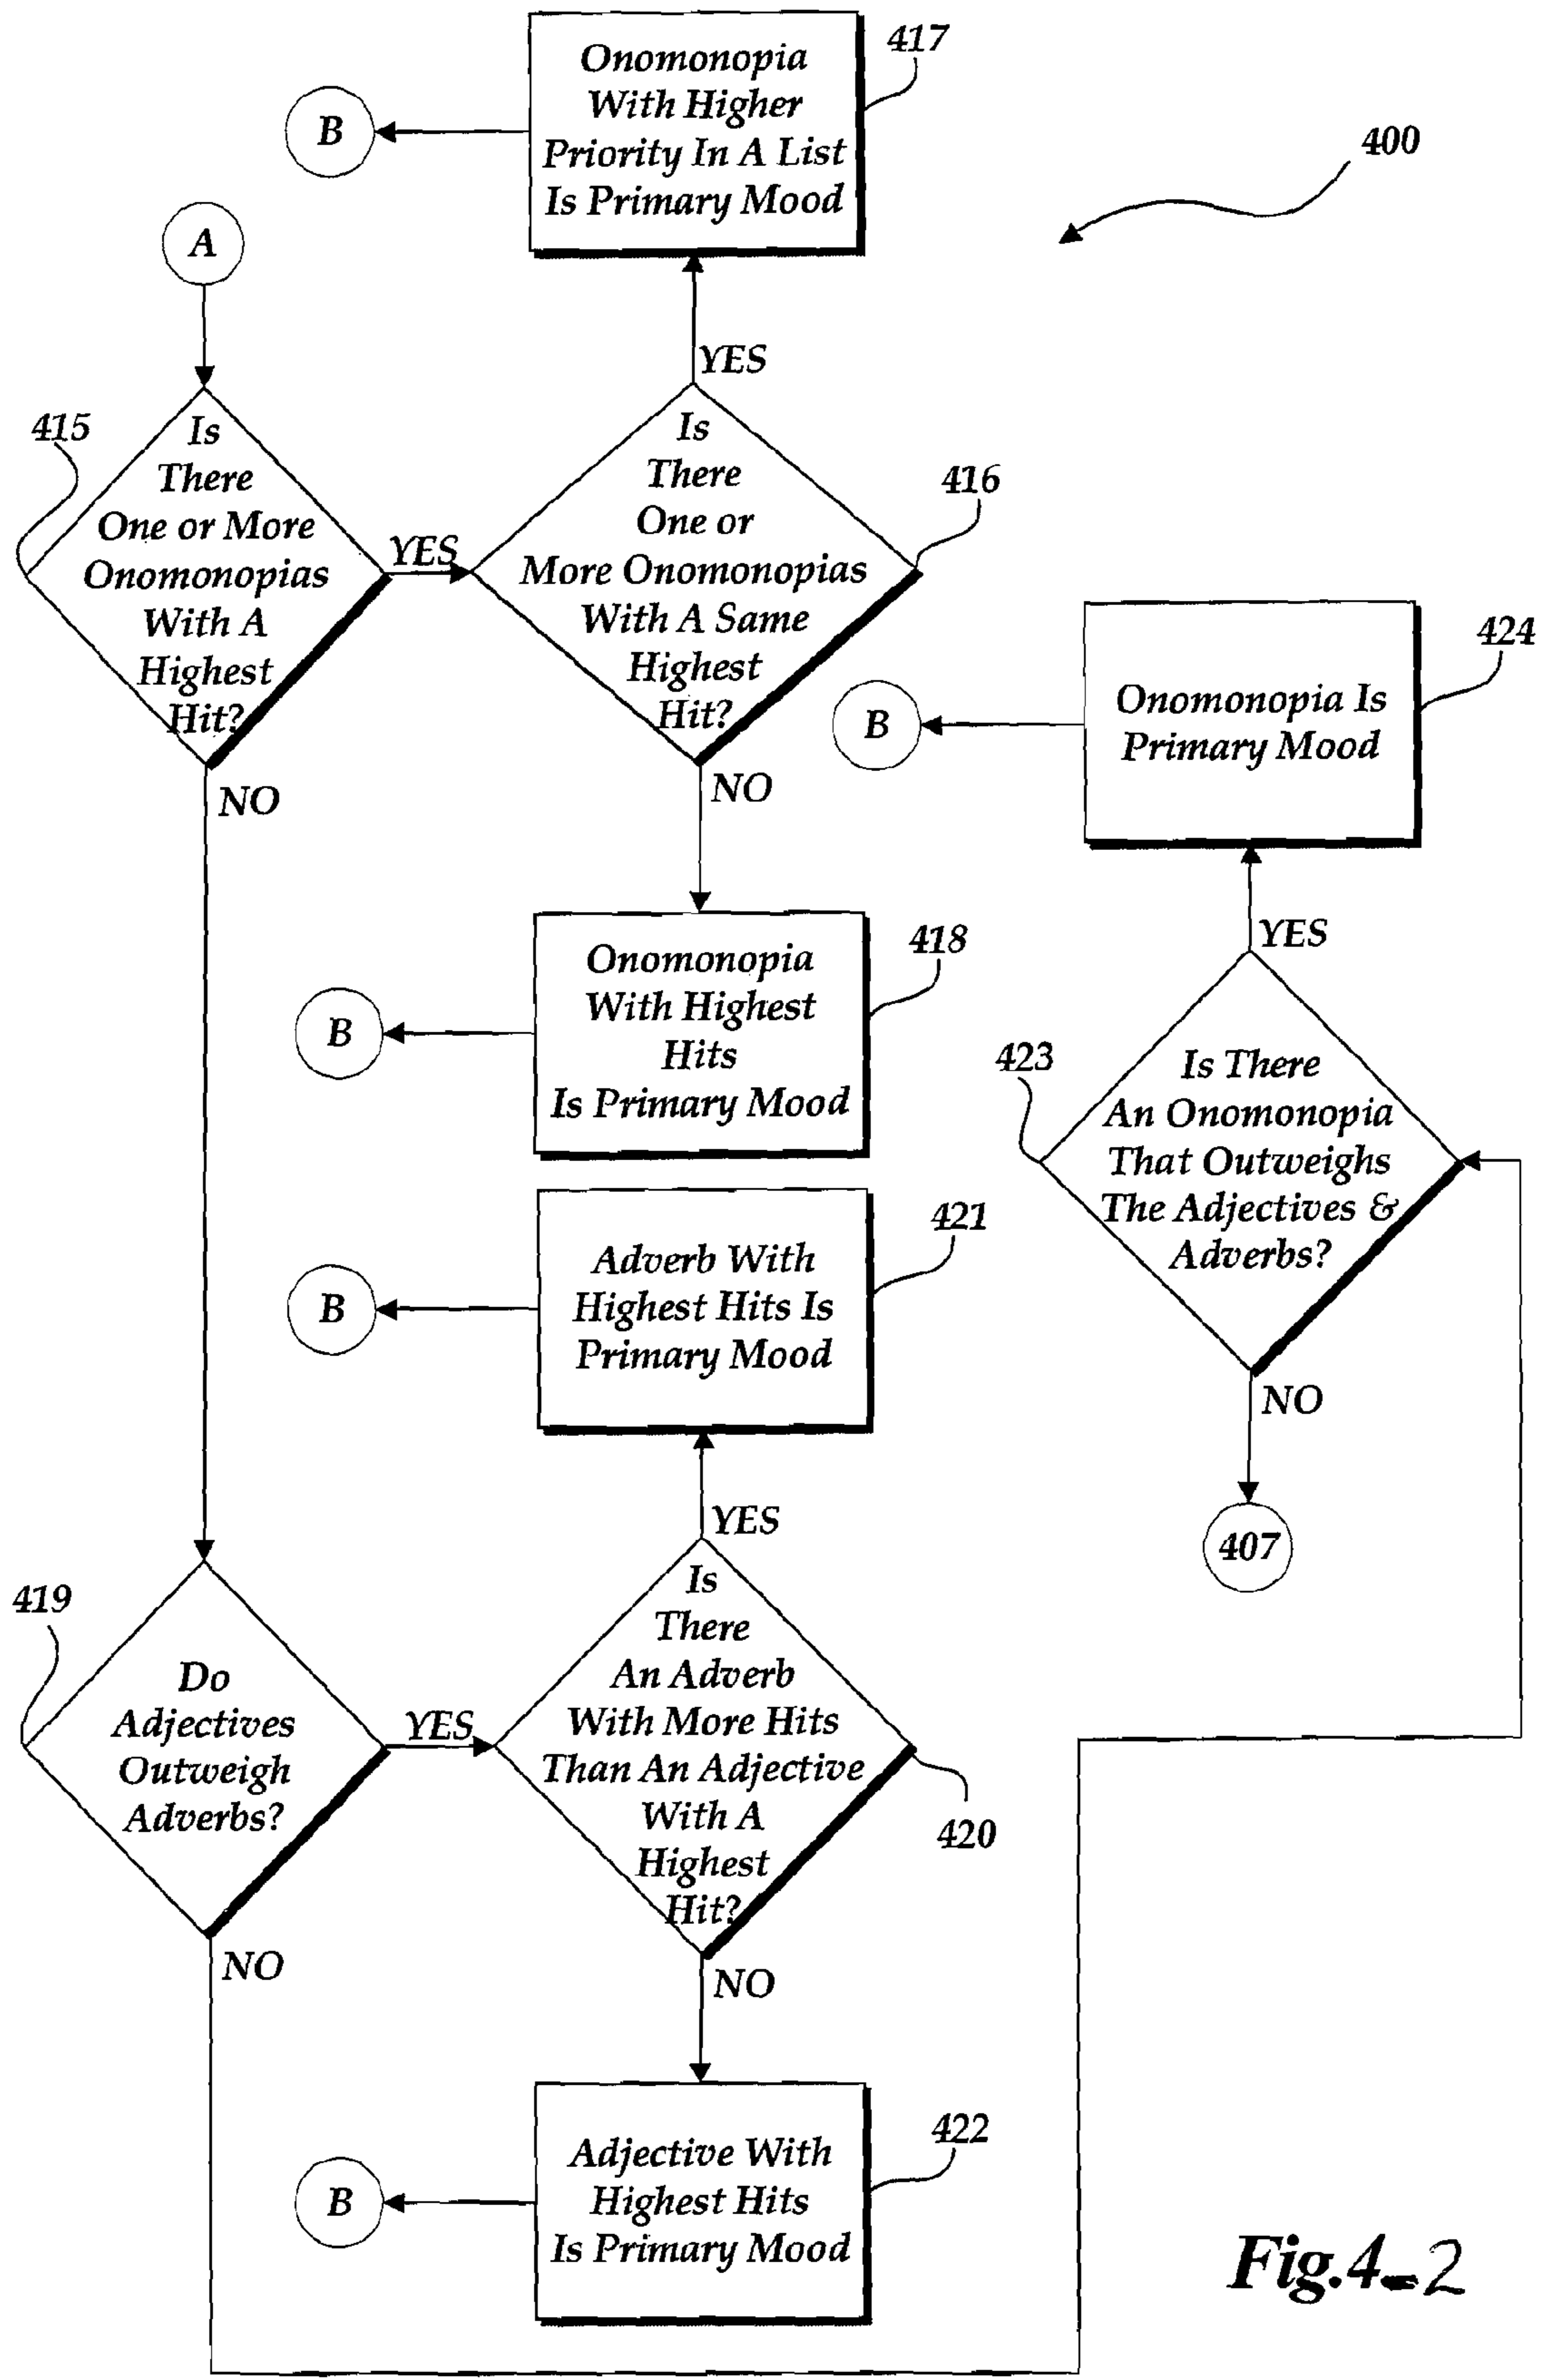 Onomonopia
With Higher
Priority In A List
Is Primary Mood
417
B
400
A
YES
415
Is
There
One or More
Onomonopias
With A
Highest
Hit?
YES
NO
Is
There
One or
More Onomonopias
With A Same
Highest
Hit?
416
NO
424
Onomonopia Is
Primary Mood
B
Onomonopia
With Highest
Hits
Is Primary Mood
418
B
YES
423
Is There
An Onomonopia
That Outweighs
The Adjectives &
Adverbs?
NO
407
Adverb With
Highest Hits Is
Primary Mood
421
B
YES
419
Do
Adjectives
Outweigh
Adverbs?
YES
NO
Is
There
An Adverb
With More Hits
Than An Adjective
With A
Highest
Hit?
420
NO
Adjective With
Highest Hits
Is Primary Mood
422
B
Fig.4-2